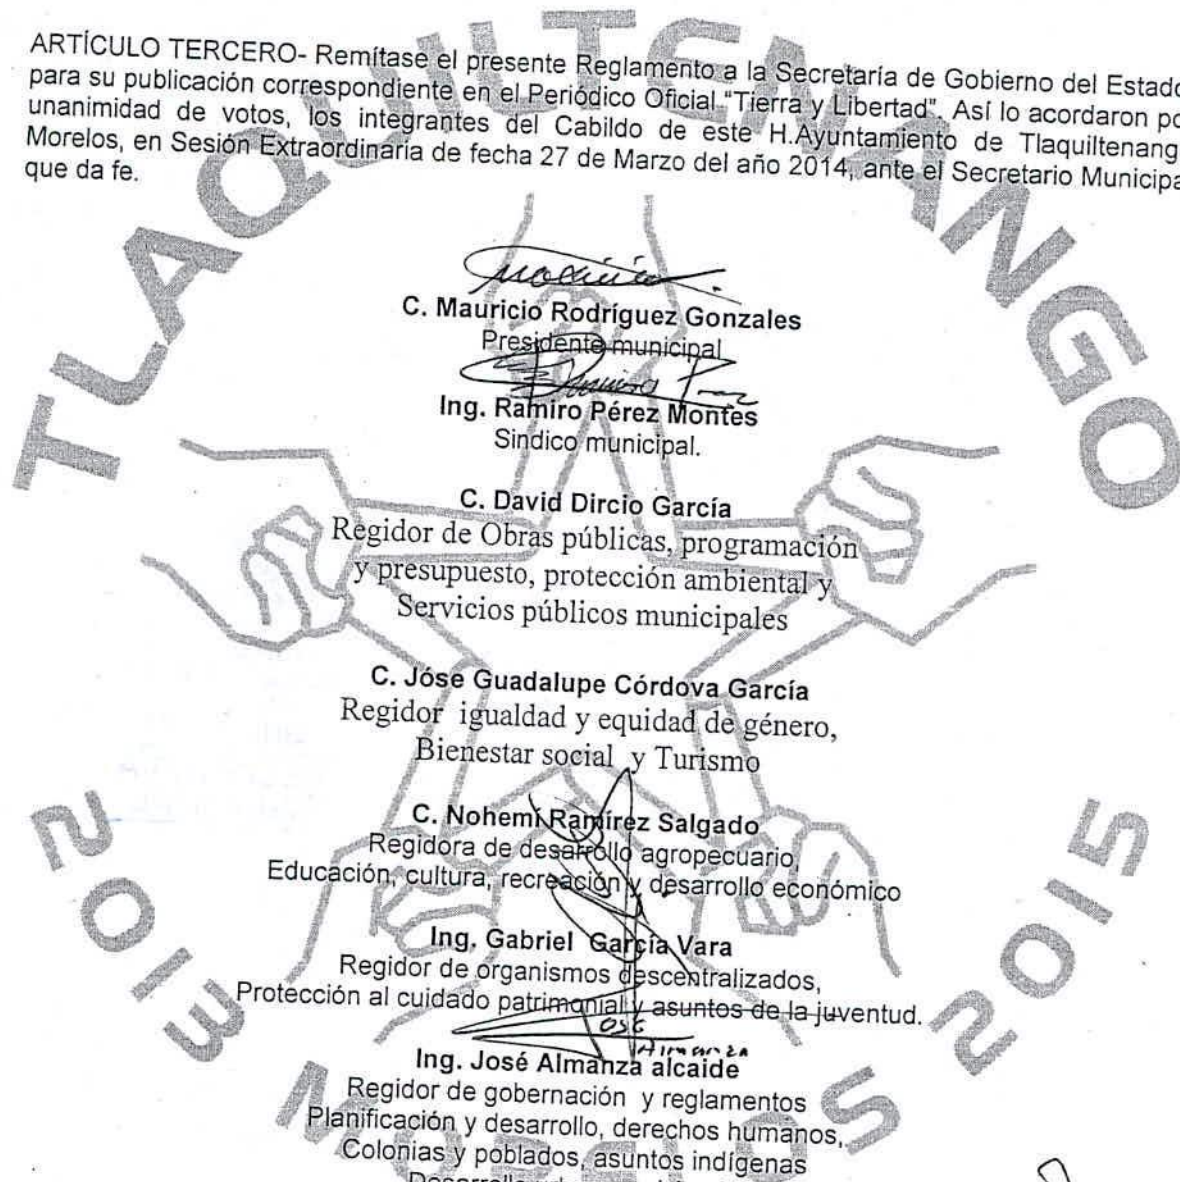 ARTÍCULO TERCERO- Remítase el presente Reglamento a la Secretaría de Gobierno del Estado
para su publicación correspondiente en el Periódico Oficial "Tierra y Libertad". Así lo acordaron po
unanimidad de votos, los integrantes del Cabildo de este H.Ayuntamiento de Tlaquiltenang
Morelos, en Sesión Extraordinaria de fecha 27 de Marzo del año 2014, ante el Secretario Municipa
que da fe.
TLAQUILTENANGO
C. Mauricio Rodríguez Gonzales
Presidente municipal
Ing. Ramiro Pérez Montes
Sindico municipal.
C. David Dircio García
Regidor de Obras públicas, programación
y presupuesto, protección ambiental y
Servicios públicos municipales
C. Jóse Guadalupe Córdova García
Regidor igualdad y equidad de género,
Bienestar social y Turismo
C. Nohemí Ramírez Salgado
Regidora de desarrollo agropecuario,
Educación, cultura, recreación y desarrollo económico
Ing. Gabriel García Vara
Regidor de organismos descentralizados,
Protección al cuidado patrimonial y asuntos de la juventud.
Ing. José Almanza alcaide
Regidor de gobernación y reglamentos
Planificación y desarrollo, derechos humanos,
Colonias y poblados, asuntos indígenas
2013 MORELOS 2015